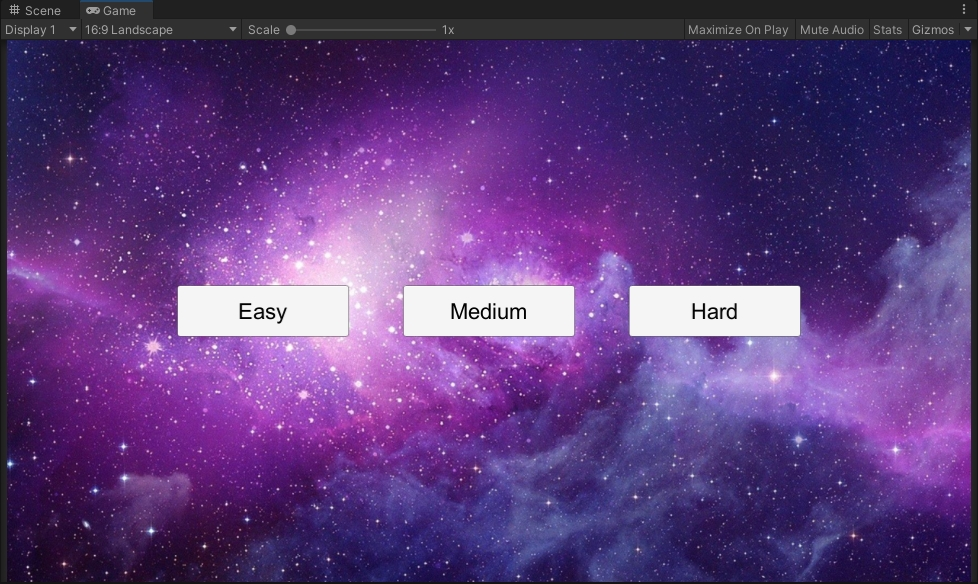 Scene Game
Display 1 16:9 Landscape Scale 1x Maximize On Play Mute Audio Stats Gizmos
Easy Medium Hard